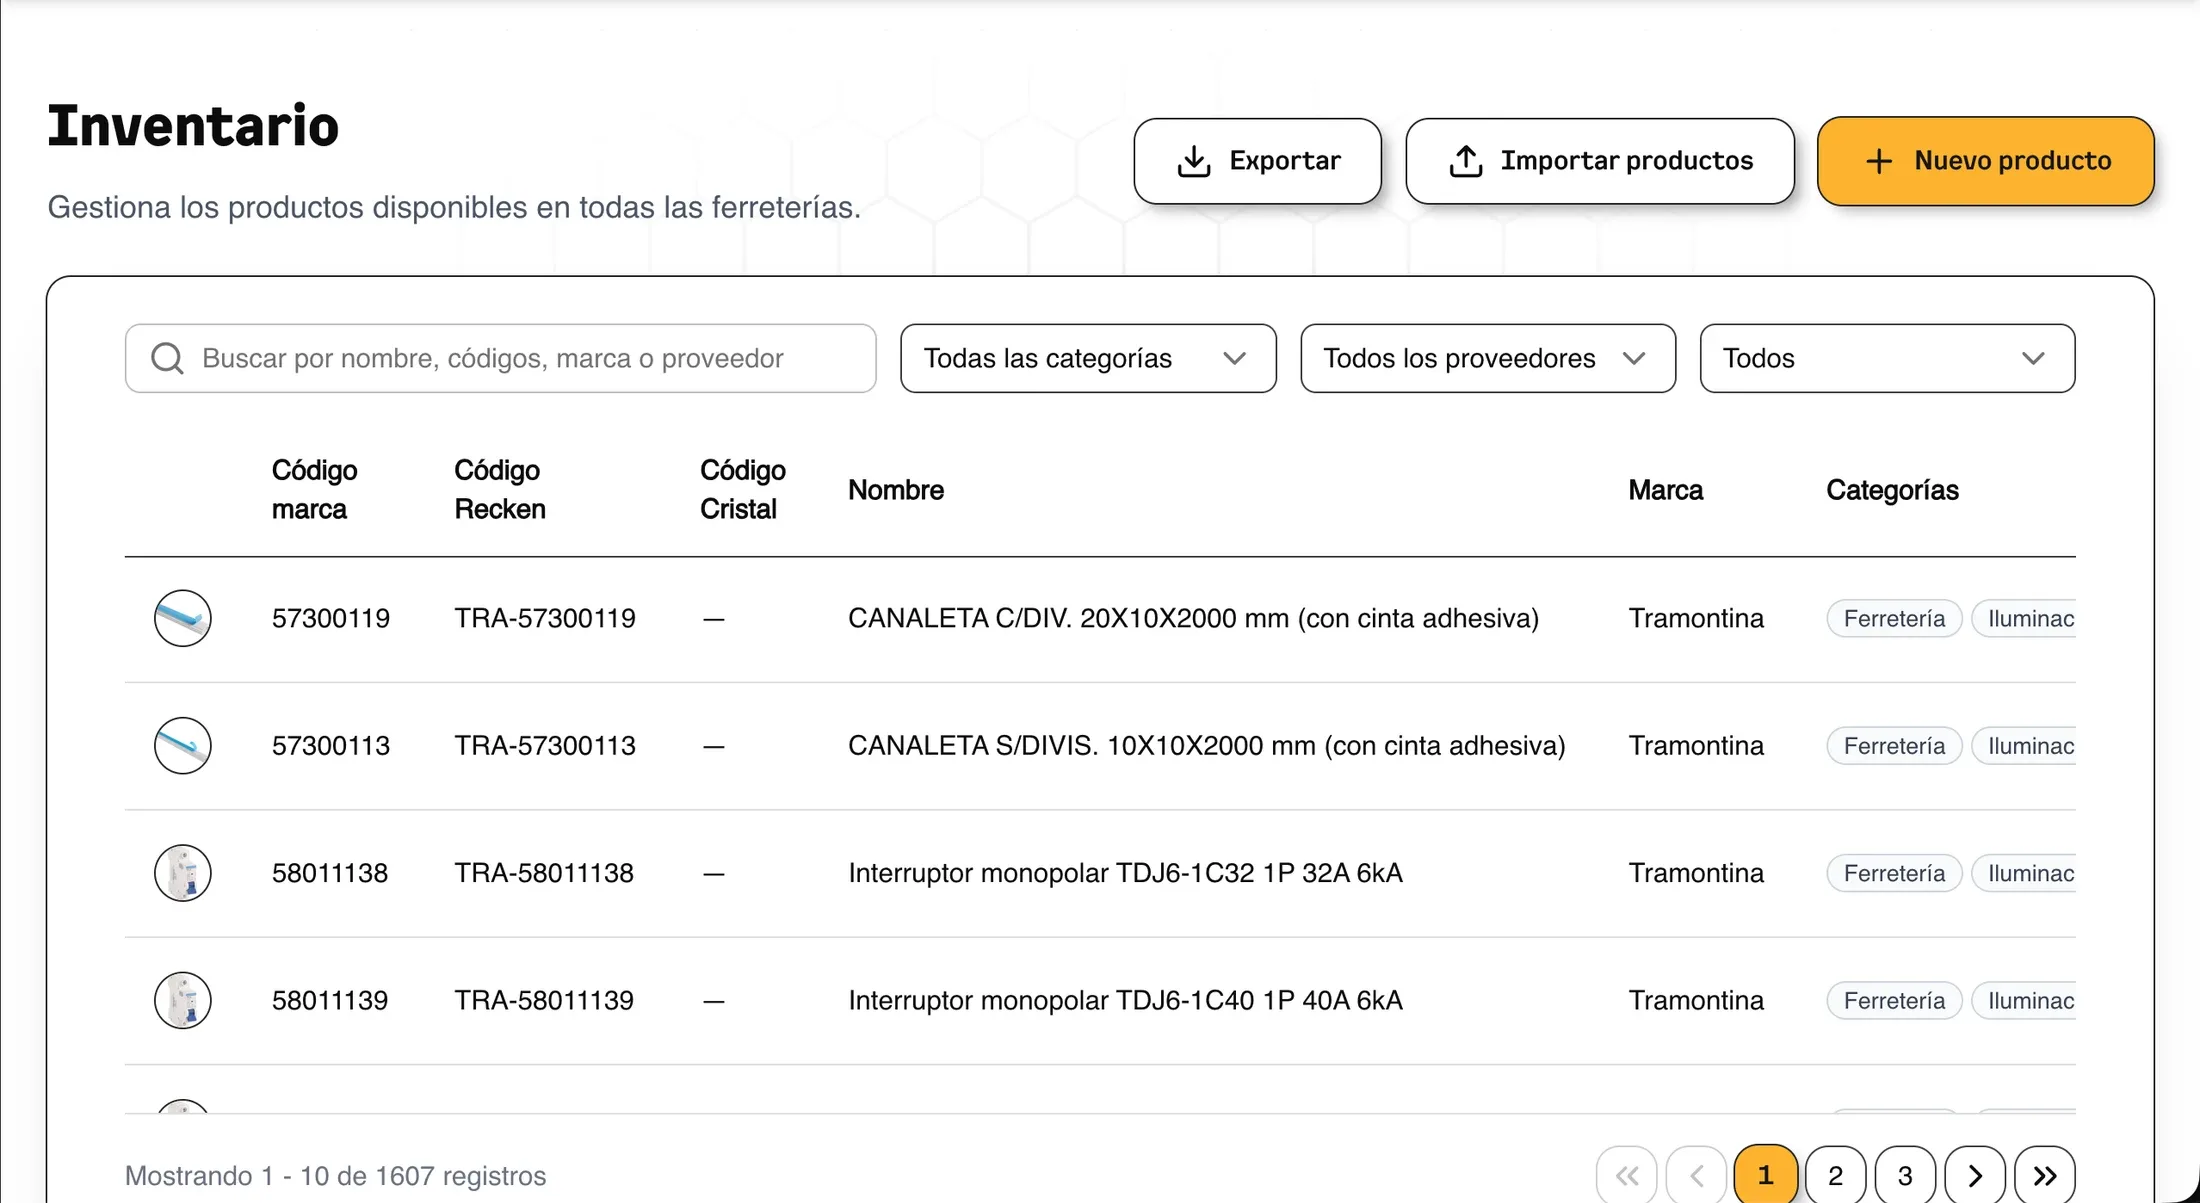 Inventario
Gestiona los productos disponibles en todas las ferreterías.
Exportar
Importar productos
Nuevo producto
Buscar por nombre, códigos, marca o proveedor
Todas las categorías
Todos los proveedores
Todos
Código marca
Código Recken
Código Cristal
Nombre
Marca
Categorías
57300119 TRA-57300119 — CANALETA C/DIV. 20X10X2000 mm (con cinta adhesiva) Tramontina Ferretería Iluminac
57300113 TRA-57300113 — CANALETA S/DIVIS. 10X10X2000 mm (con cinta adhesiva) Tramontina Ferretería Iluminac
58011138 TRA-58011138 — Interruptor monopolar TDJ6-1C32 1P 32A 6kA Tramontina Ferretería Iluminac
58011139 TRA-58011139 — Interruptor monopolar TDJ6-1C40 1P 40A 6kA Tramontina Ferretería Iluminac
Mostrando 1 - 10 de 1607 registros
1 2 3